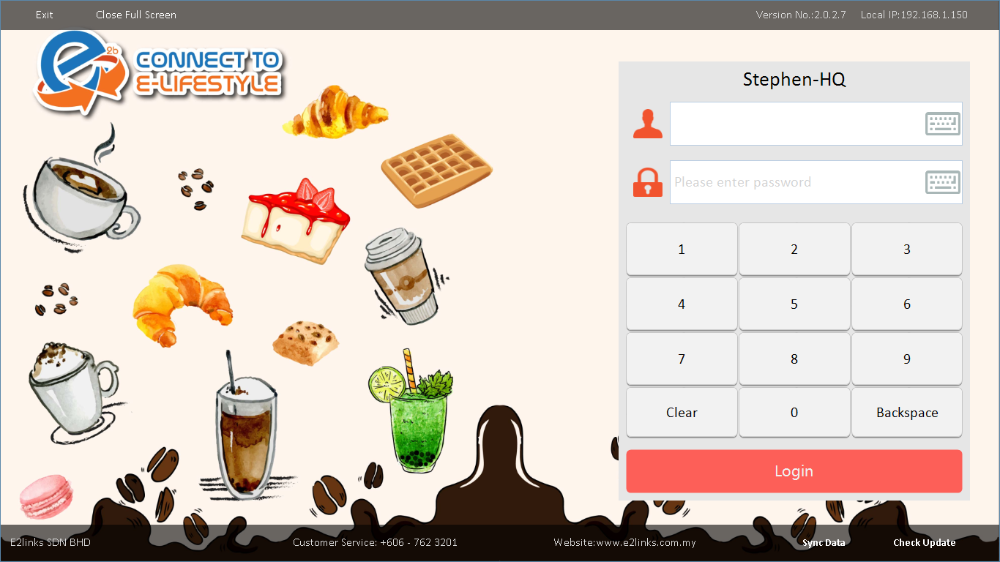 Exit
Close Full Screen
Version No.:2.0.2.7
Local IP:192.168.1.150
e 2b
CONNECT TO
E-LIFESTYLE
Stephen-HQ
Please enter password
1 2 3
4 5 6
7 8 9
Clear 0 Backspace
Login
E2links SDN BHD
Customer Service: +606 - 762 3201
Website:www.e2links.com.my
Sync Data
Check Update